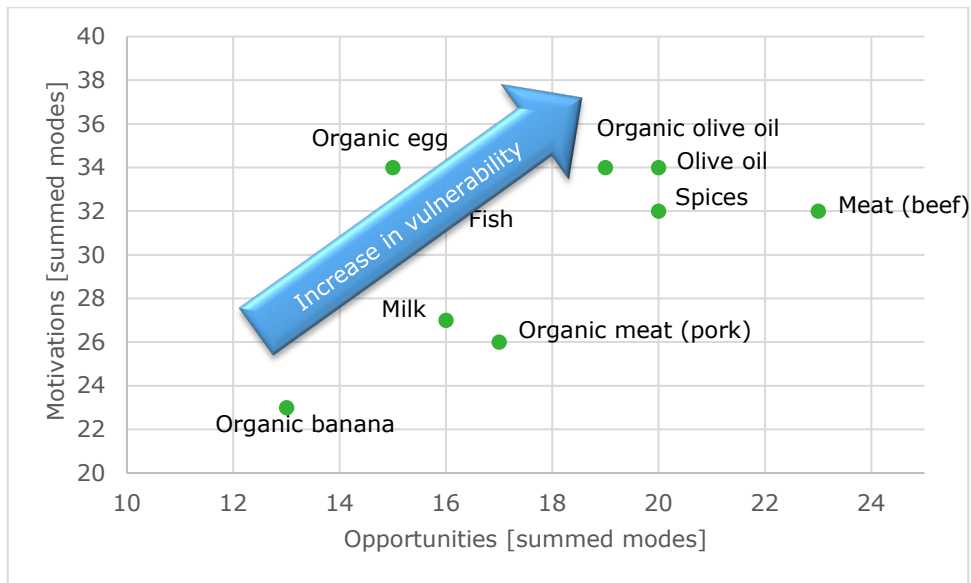 40
38
36
34
32
30
28
26
24
22
20
Motivations [summed modes]
Organic egg
Organic olive oil
Olive oil
Spices
Meat (beef)
Fish
Increase in vulnerability
Milk
Organic meat (pork)
Organic banana
10 12 14 16 18 20 22 24
Opportunities [summed modes]